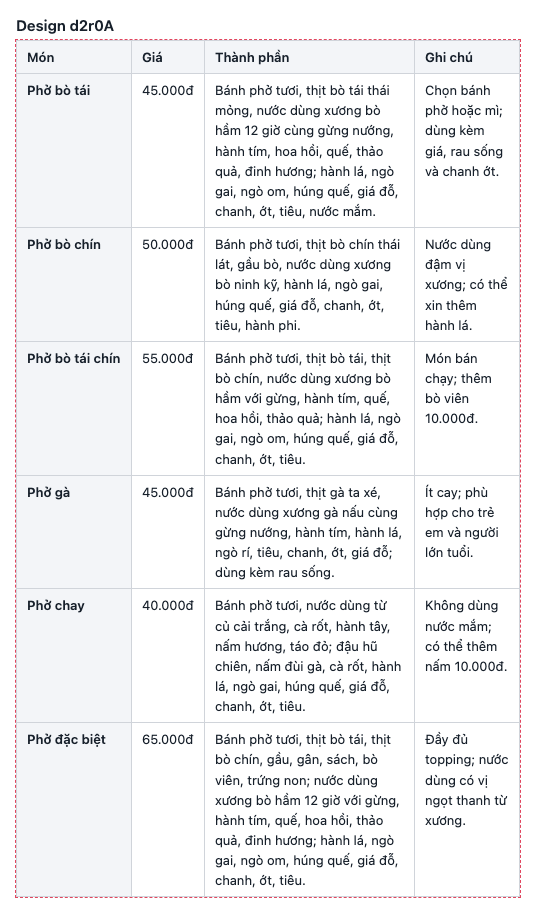 Design d2r0A
Món Giá Thành phần Ghi chú
Phở bò tái 45.000đ Bánh phở tươi, thịt bò tái thái Chọn bánh
mỏng, nước dùng xương bò phở hoặc mì;
hầm 12 giờ cùng gừng nướng, dùng kèm
hành tím, hoa hồi, quế, thảo giá, rau sống
quả, đinh hương; hành lá, ngò và chanh ớt.
gai, ngò om, húng quế, giá đỗ,
chanh, ớt, tiêu, nước mắm.
Phở bò chín 50.000đ Bánh phở tươi, thịt bò chín thái Nước dùng
lát, gầu bò, nước dùng xương đậm vị
bò ninh kỹ, hành lá, ngò gai, xương; có thể
húng quế, giá đỗ, chanh, ớt, xin thêm
tiêu, hành phi. hành lá.
Phở bò tái chín 55.000đ Bánh phở tươi, thịt bò tái, thịt Món bán
bò chín, nước dùng xương bò chạy; thêm
hầm với gừng, hành tím, quế, bò viên
hoa hồi, thảo quả; hành lá, ngò 10.000đ.
gai, ngò om, húng quế, giá đỗ,
chanh, ớt, tiêu.
Phở gà 45.000đ Bánh phở tươi, thịt gà ta xé, Ít cay; phù
nước dùng xương gà nấu cùng hợp cho trẻ
gừng nướng, hành tím, hành lá, em và người
ngò rí, tiêu, chanh, ớt, giá đỗ; lớn tuổi.
dùng kèm rau sống.
Phở chay 40.000đ Bánh phở tươi, nước dùng từ Không dùng
củ cải trắng, cà rốt, hành tây, nước mắm;
nấm hương, táo đỏ; đậu hũ có thể thêm
chiên, nấm đùi gà, cà rốt, hành nấm 10.000đ.
lá, ngò gai, húng quế, giá đỗ,
chanh, ớt, tiêu.
Phở đặc biệt 65.000đ Bánh phở tươi, thịt bò tái, thịt Đầy đủ
bò chín, gầu, gân, sách, bò topping; nước
viên, trứng non; nước dùng dùng có vị
xương bò hầm 12 giờ với gừng, ngọt thanh từ
hành tím, quế, hoa hồi, thảo xương.
quả, đinh hương; hành lá, ngò
gai, ngò om, húng quế, giá đỗ,
chanh, ớt, tiêu.